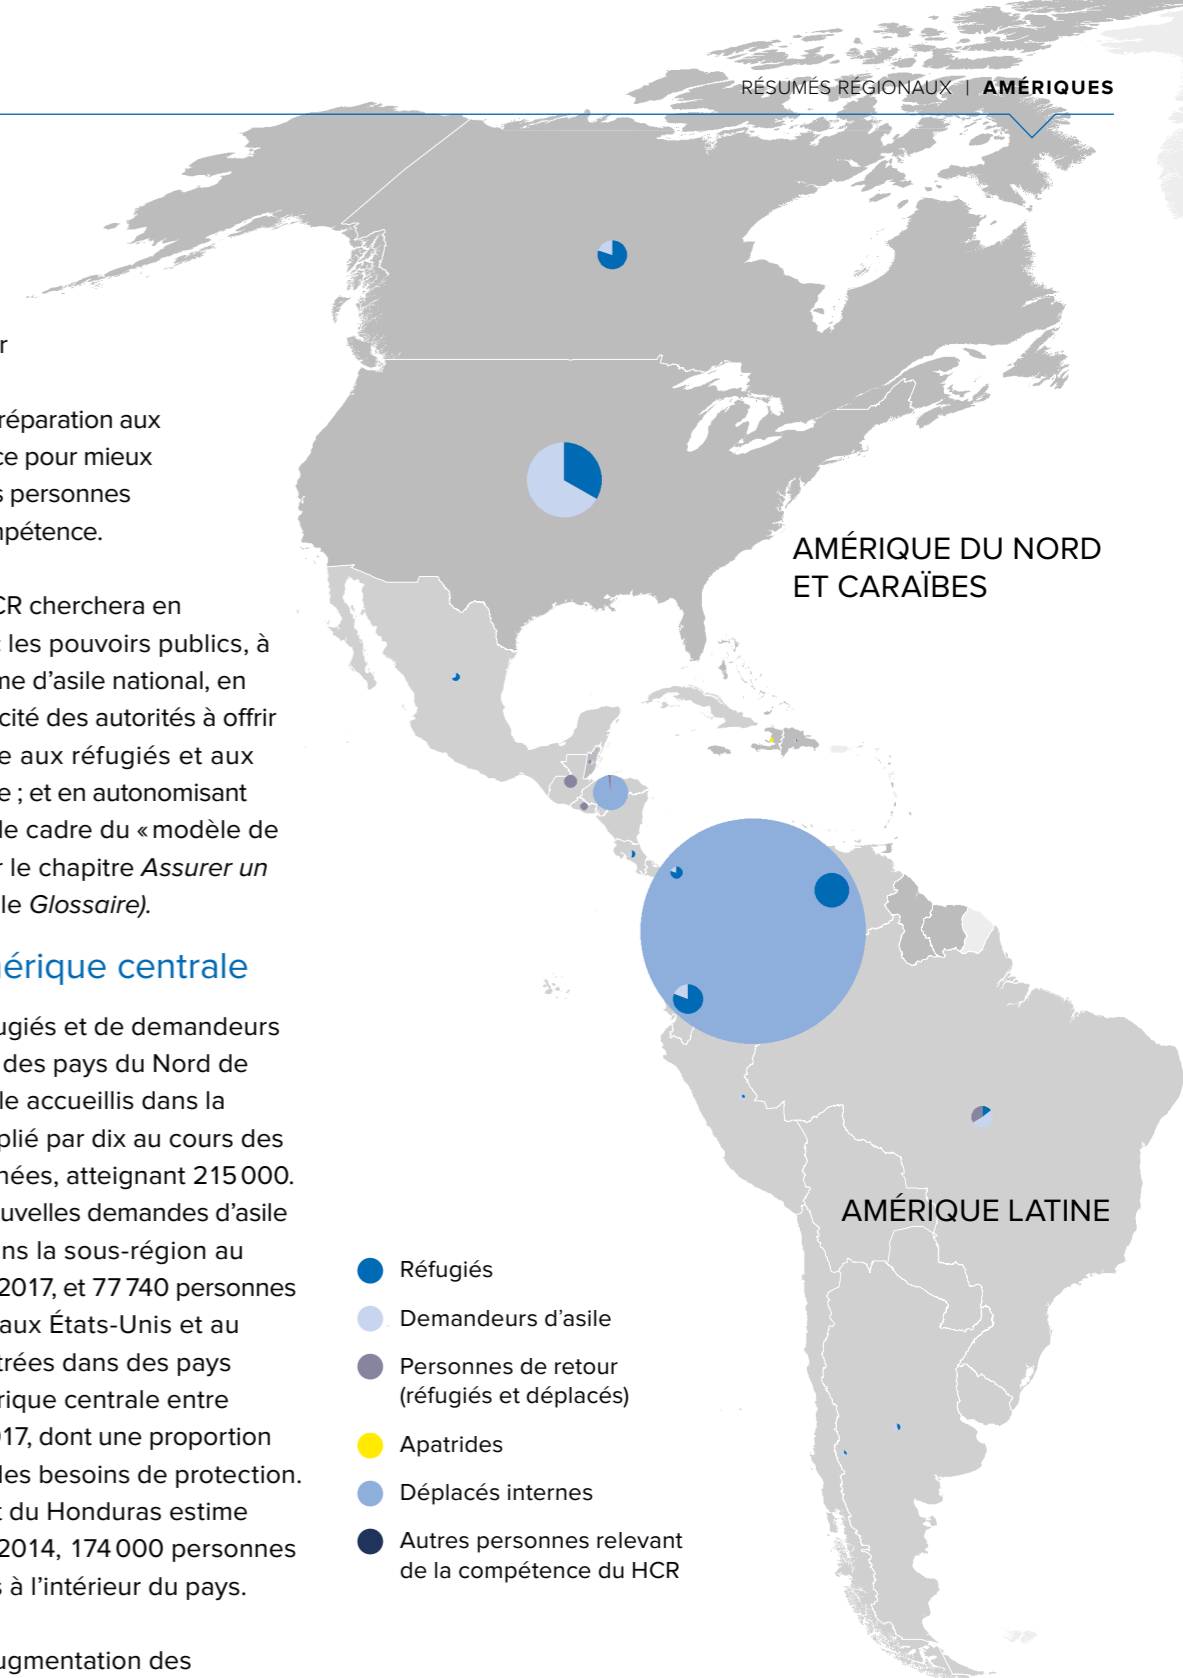 RÉSUMÉS RÉGIONAUX | AMÉRIQUES
r
réparation aux
ce pour mieux
s personnes
mpétence.
CR cherchera en
les pouvoirs publics, à
me d’asile national, en
cité des autorités à offrir
e aux réfugiés et aux
e ; et en autonomisant
le cadre du « modèle de
r le chapitre Assurer un
le Glossaire).
mérique centrale
ugiés et de demandeurs
des pays du Nord de
le accueillis dans la
plié par dix au cours des
nées, atteignant 215 000.
uvelles demandes d’asile
ns la sous-région au
2017, et 77 740 personnes
aux États-Unis et au
trées dans des pays
rique centrale entre
017, dont une proportion
des besoins de protection.
t du Honduras estime
2014, 174 000 personnes
s à l’intérieur du pays.
ugmentation des
AMÉRIQUE DU NORD
ET CARAÏBES
AMÉRIQUE LATINE
Réfugiés
Demandeurs d’asile
Personnes de retour
(réfugiés et déplacés)
Apatrides
Déplacés internes
Autres personnes relevant
de la compétence du HCR